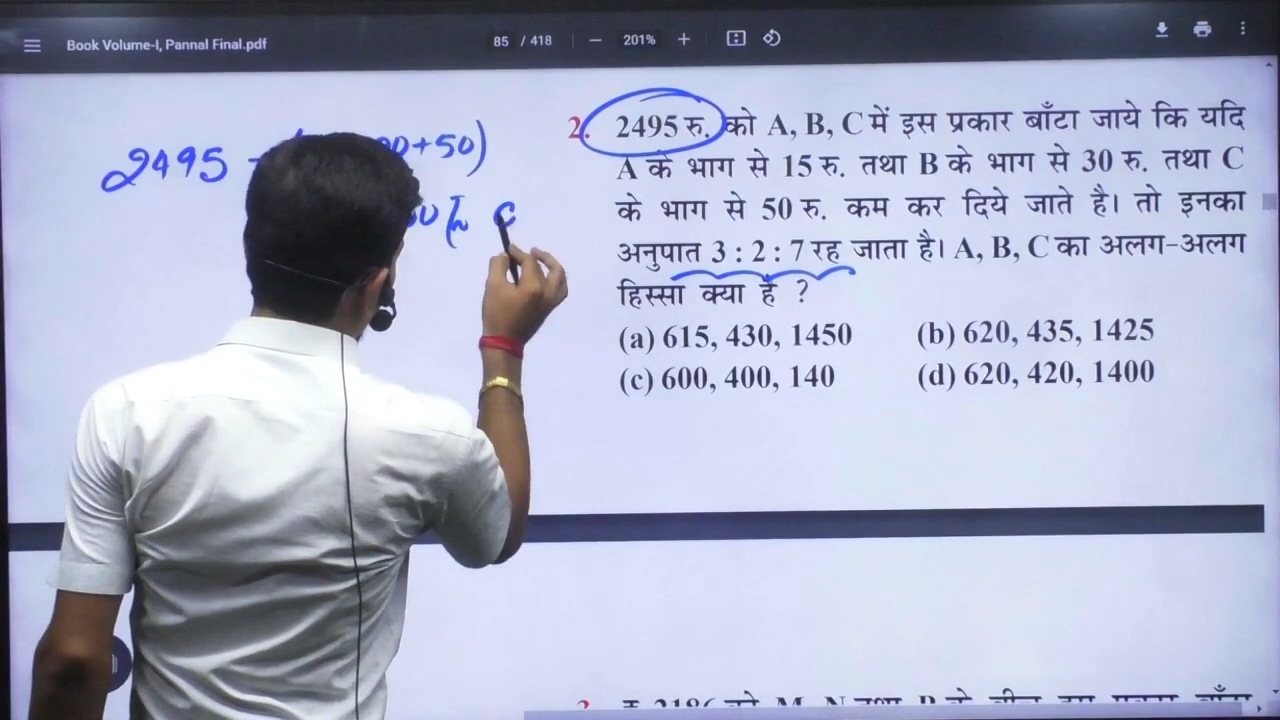 Book Volume-I, Pannal Final.pdf
85 / 418
201%
2. 2495 रु. को A, B, C में इस प्रकार बाँटा जाये कि यदि
A के भाग से 15 रु. तथा B के भाग से 30 रु. तथा C
के भाग से 50 रु. कम कर दिये जाते है। तो इनका
अनुपात 3 : 2 : 7 रह जाता है। A, B, C का अलग-अलग
हिस्सा क्या है ?
(a) 615, 430, 1450 (b) 620, 435, 1425
(c) 600, 400, 140 (d) 620, 420, 1400
2495
+50)